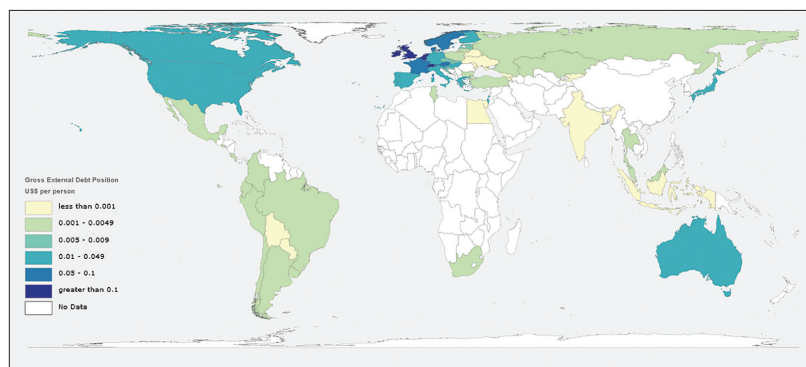 Gross External Debt Position
US$ per person
less than 0.001
0.001 - 0.0049
0.005 - 0.009
0.01 - 0.049
0.05 - 0.1
greater than 0.1
No Data